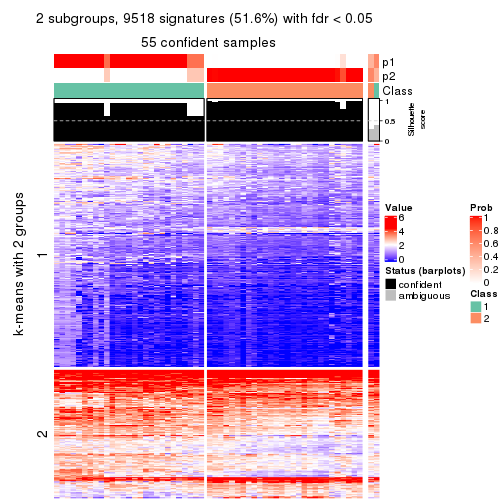 2 subgroups, 9518 signatures (51.6%) with fdr < 0.05
55 confident samples
p1
p2
Class
1
0.5
0
Silhouette
score
k-means with 2 groups
1
2
Value
6
4
2
0
Status (barplots)
confident
ambiguous
Prob
1
0.8
0.6
0.4
0.2
0
Class
1
2